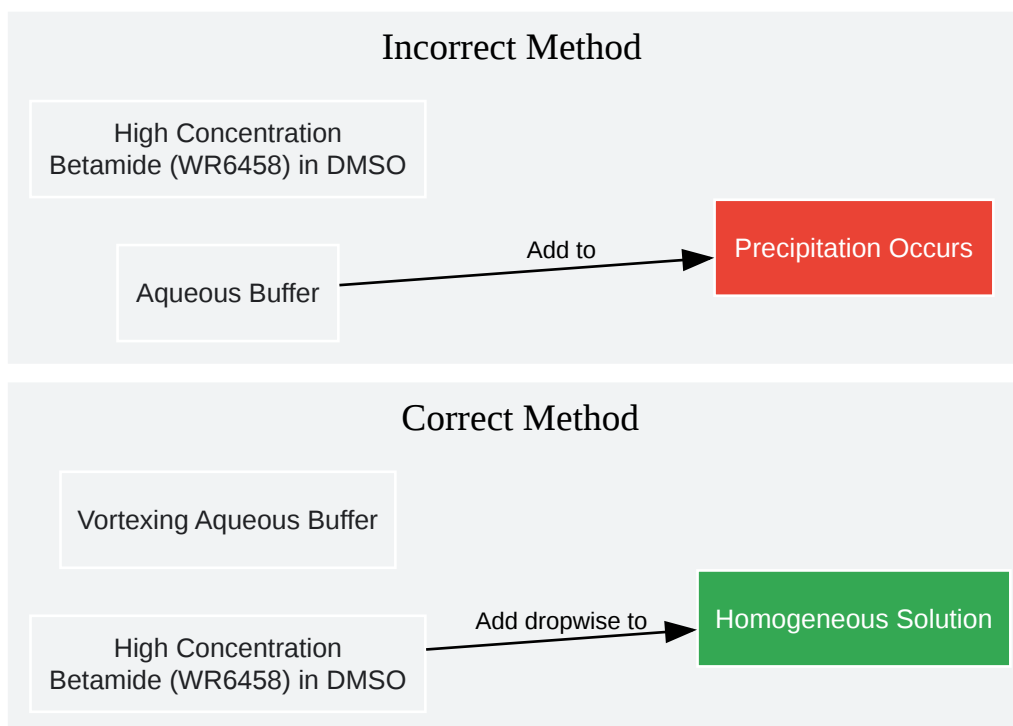 Incorrect Method
High Concentration
Betamide (WR6458) in DMSO
Aqueous Buffer
Add to
Precipitation Occurs
Correct Method
Vortexing Aqueous Buffer
High Concentration
Betamide (WR6458) in DMSO
Add dropwise to
Homogeneous Solution